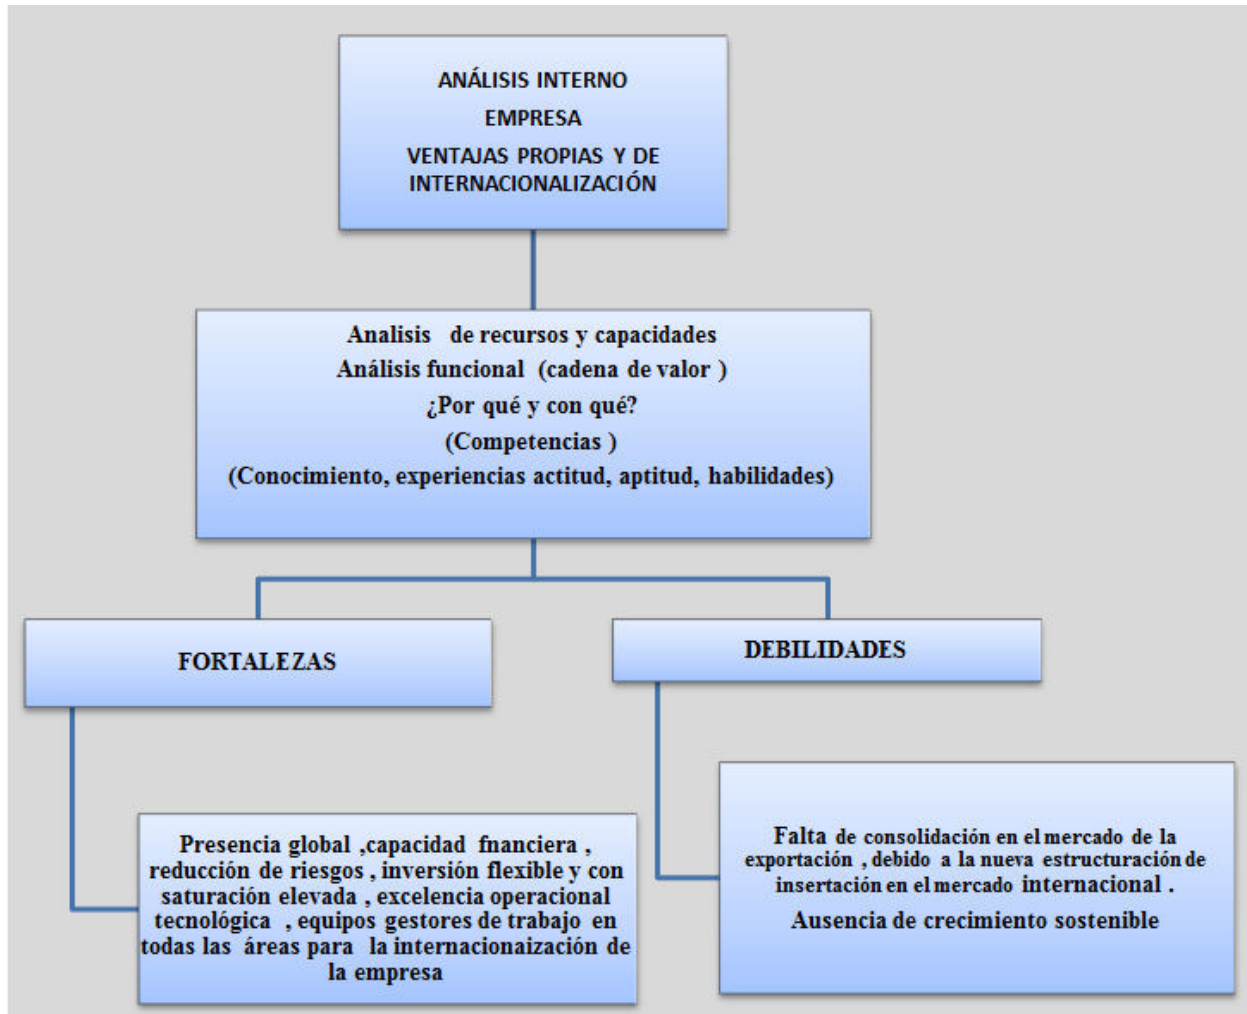 ANÁLISIS INTERNO
EMPRESA
VENTAJAS PROPIAS Y DE
INTERNACIONALIZACIÓN
Analisis de recursos y capacidades
Análisis funcional (cadena de valor )
¿Por qué y con qué?
(Competencias )
(Conocimiento, experiencias actitud, aptitud, habilidades)
FORTALEZAS
Presencia global ,capacidad fnanciera ,
reducción de riesgos , inversión flexible y con
saturación elevada , excelencia operacional
tecnológica , equipos gestores de trabajo en
todas las áreas para la internacionaización de
la empresa
DEBILIDADES
Falta de consolidación en el mercado de la
exportación , debido a la nueva estructuración de
insertación en el mercado internacional .
Ausencia de crecimiento sostenible